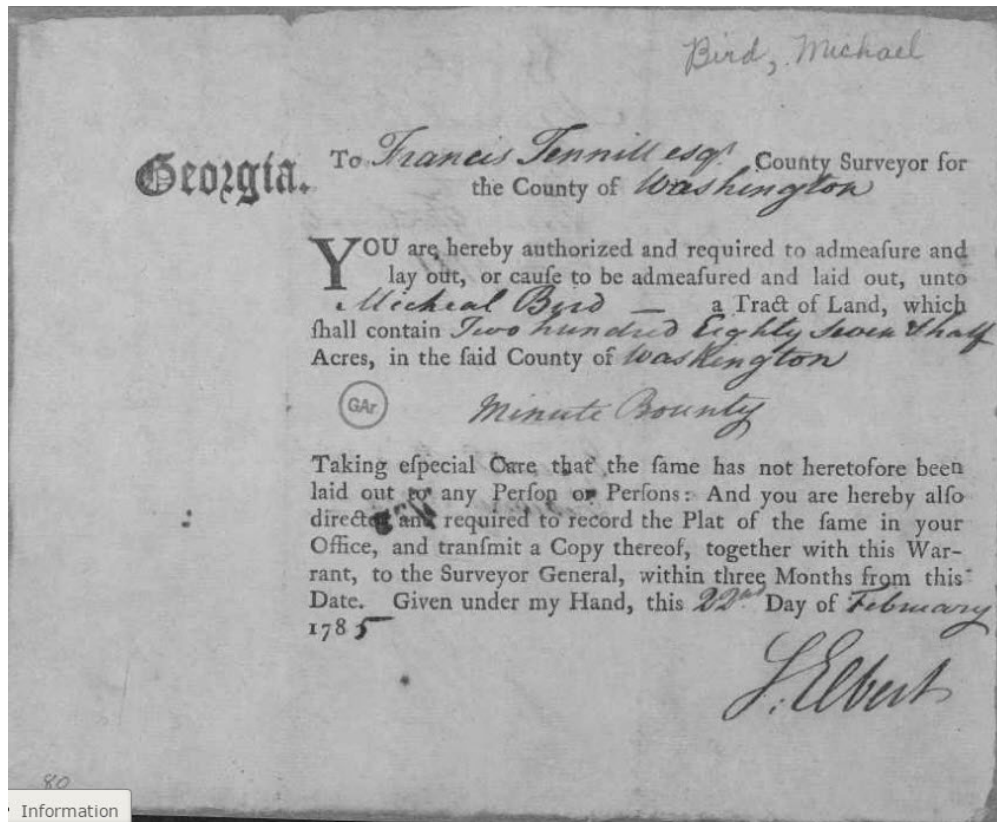 Bird, Michael
Georgia.
To Francis Tennill esqr. County Surveyor for
the County of Washington
YOU are hereby authorized and required to admeaſure and
lay out, or cauſe to be admeaſured and laid out, unto
Micheal Bird — a Tract of Land, which
ſhall contain Two hundred Eighty Seven & half
Acres, in the ſaid County of Washington
GAr
Minute Bounty
Taking eſpecial Care that the ſame has not heretofore been
laid out to any Perſon or Perſons: And you are hereby alſo
directed and required to record the Plat of the ſame in your
Office, and tranſmit a Copy thereof, together with this War-
rant, to the Surveyor General, within three Months from this
Date. Given under my Hand, this 22nd Day of February
1785
S. Elbert
80
Information